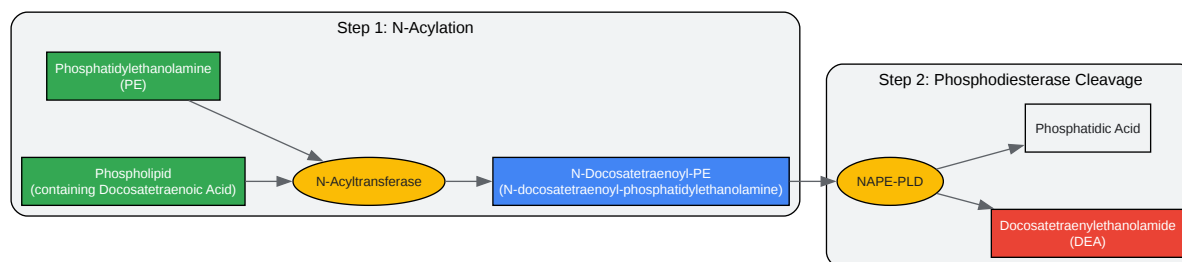 Step 1: N-Acylation
Phosphatidylethanolamine
(PE)
Phospholipid
(containing Docosatetraenoic Acid)
N-Acyltransferase
N-Docosatetraenoyl-PE
(N-docosatetraenoyl-phosphatidylethanolamine)
Step 2: Phosphodiesterase Cleavage
Phosphatidic Acid
NAPE-PLD
Docosatetraenylethanolamide
(DEA)